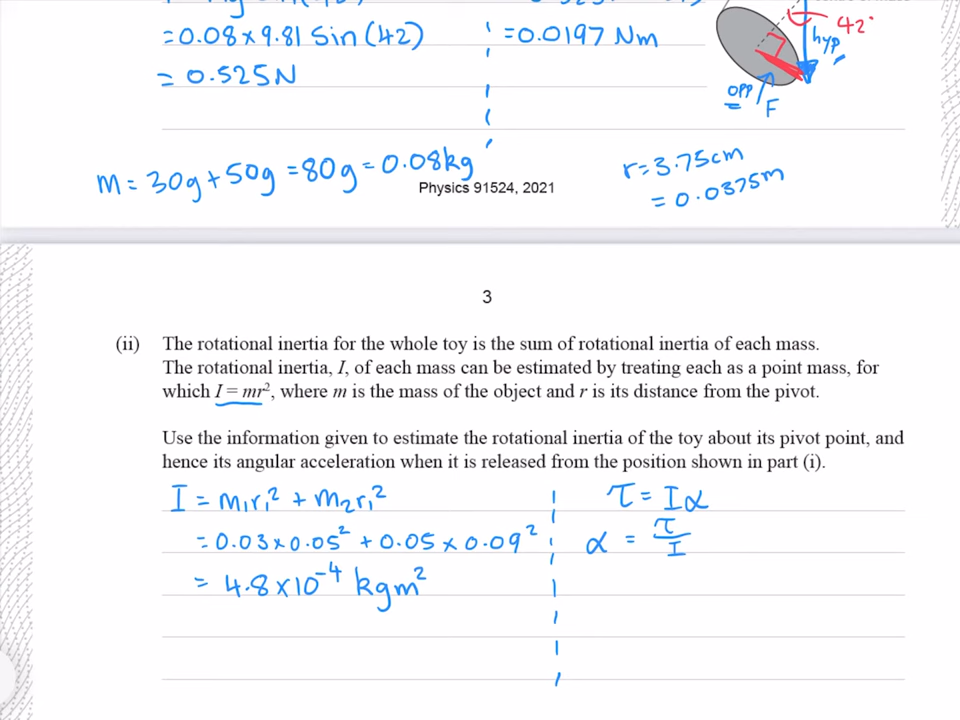 =0.08×9.81 Sin(42)
=0.0197 Nm
= 0.525N
42°
hyp
opp
F
m = 30g + 50g = 80g = 0.08kg
r = 3.75cm
= 0.0375m
Physics 91524, 2021
3
(ii) The rotational inertia for the whole toy is the sum of rotational inertia of each mass.
The rotational inertia, I, of each mass can be estimated by treating each as a point mass, for
which I = mr², where m is the mass of the object and r is its distance from the pivot.
Use the information given to estimate the rotational inertia of the toy about its pivot point, and
hence its angular acceleration when it is released from the position shown in part (i).
I = m₁r₁² + m₂r₁²
= 0.03×0.05² + 0.05×0.09²
= 4.8×10⁻⁴ kgm²
τ = Iα
α = τ/I